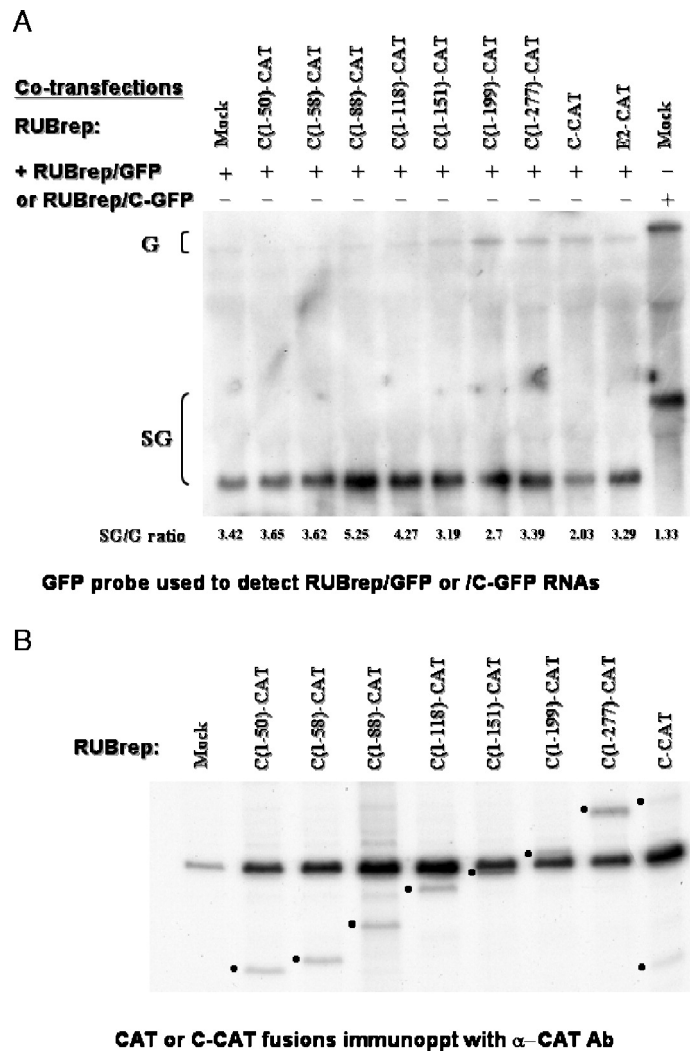 A
Co-transfections
RUBrep:
Mock
C(1-50)-CAT
C(1-58)-CAT
C(1-88)-CAT
C(1-118)-CAT
C(1-151)-CAT
C(1-199)-CAT
C(1-277)-CAT
C-CAT
E2-CAT
Mock
+ RUBrep/GFP + + + + + + + + + + −
or RUBrep/C-GFP − − − − − − − − − − +
G
SG
SG/G ratio 3.42 3.65 3.62 5.25 4.27 3.19 2.7 3.39 2.03 3.29 1.33
GFP probe used to detect RUBrep/GFP or /C-GFP RNAs
B
RUBrep:
Mock
C(1-50)-CAT
C(1-58)-CAT
C(1-88)-CAT
C(1-118)-CAT
C(1-151)-CAT
C(1-199)-CAT
C(1-277)-CAT
C-CAT
CAT or C-CAT fusions immunoppt with α−CAT Ab